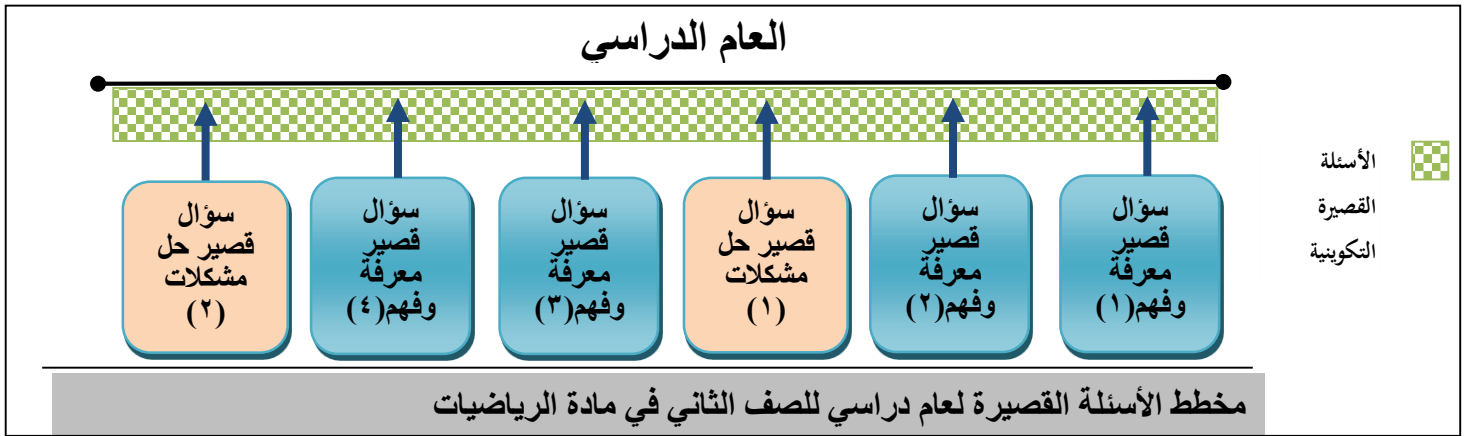 العام الدراسي
الأسئلة
القصيرة
التكوينية
سؤال
قصير
معرفة
وفهم(١)
سؤال
قصير
معرفة
وفهم(٢)
سؤال
قصير حل
مشكلات
(١)
سؤال
قصير
معرفة
وفهم(٣)
سؤال
قصير
معرفة
وفهم(٤)
سؤال
قصير حل
مشكلات
(٢)
مخطط الأسئلة القصيرة لعام دراسي للصف الثاني في مادة الرياضيات